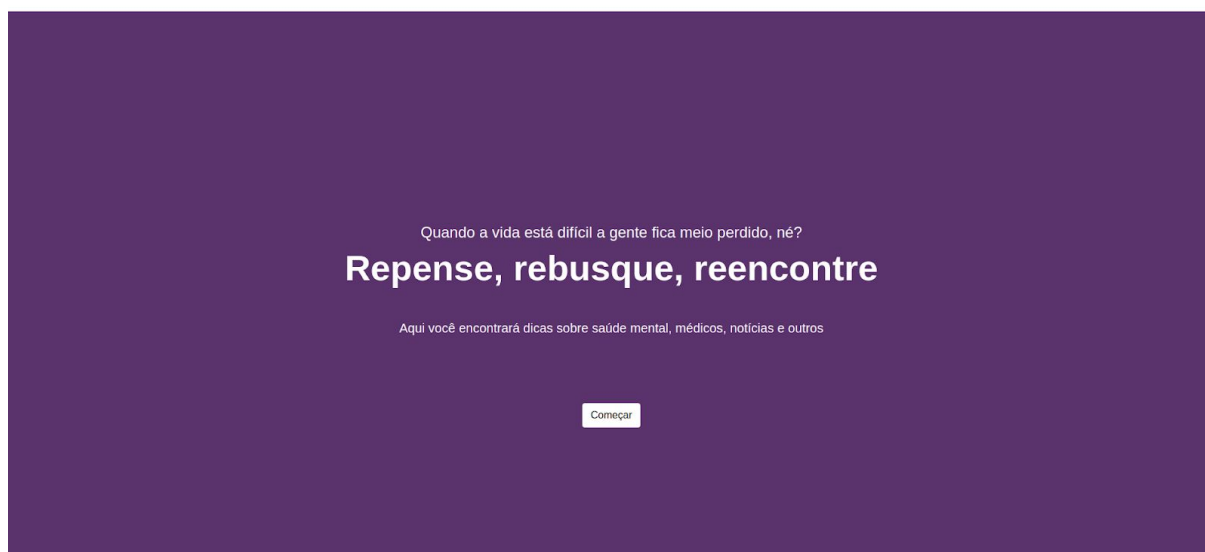 Quando a vida está difícil a gente fica meio perdido, né?
Repense, rebusque, reencontre
Aqui você encontrará dicas sobre saúde mental, médicos, notícias e outros
Começar